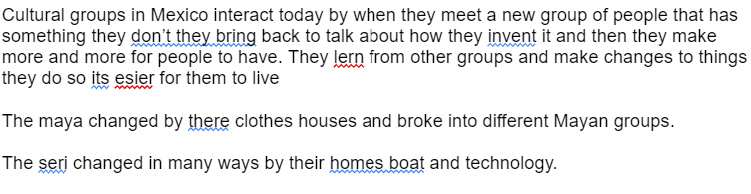 Cultural groups in Mexico interact today by when they meet a new group of people that has
something they don't they bring back to talk about how they invent it and then they make
more and more for people to have. They lern from other groups and make changes to things
they do so its esier for them to live
The maya changed by there clothes houses and broke into different Mayan groups.
The seri changed in many ways by their homes boat and technology.